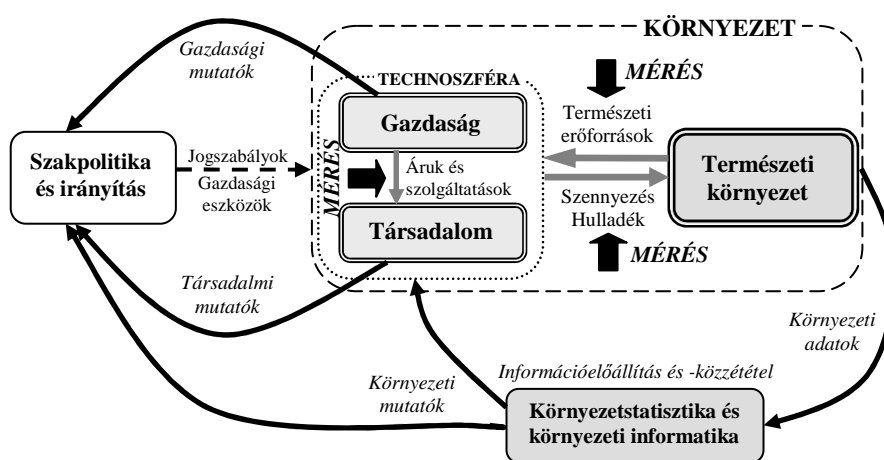 KÖRNYEZET
Gazdasági
mutatók
TECHNOSZFÉRA
MÉRÉS
Gazdaság
Természeti
erőforrások
Szakpolitika
és irányítás
Jogszabályok
Gazdasági
eszközök
MÉRÉS
Áruk és
szolgáltatások
Természeti
környezet
Szennyezés
Hulladék
Társadalom
MÉRÉS
Társadalmi
mutatók
Környezeti
adatok
Információelőállítás és -közzététel
Környezeti
mutatók
Környezetstatisztika és
környezeti informatika